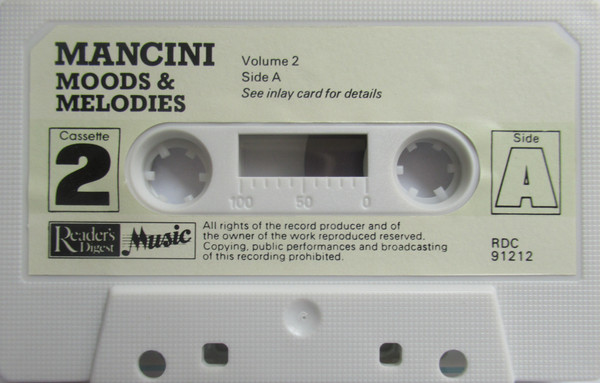 MANCINI
MOODS &
MELODIES
Volume 2
Side A
See inlay card for details
Cassette
2
100 50 0
Side
A
Reader's
Digest
Music
All rights of the record producer and of
the owner of the work reproduced reserved.
Copying, public performances and broadcasting
of this recording prohibited.
RDC
91212